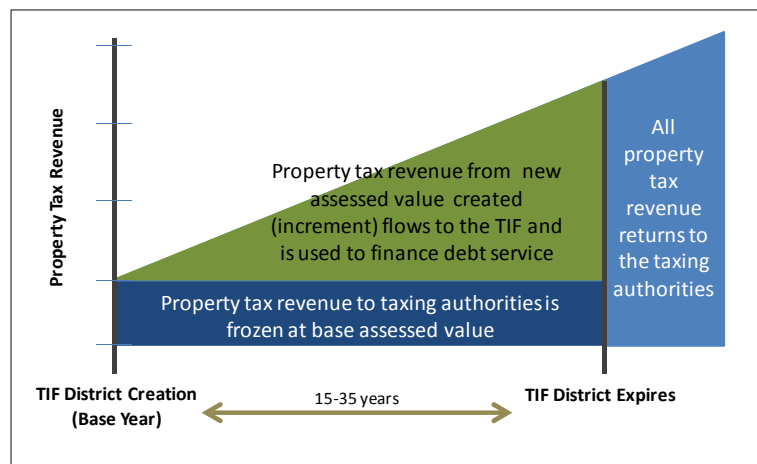 Property Tax Revenue
Property tax revenue from new
assessed value created
(increment) flows to the TIF and
is used to finance debt service
All
property
tax
revenue
returns to
the taxing
authorities
Property tax revenue to taxing authorities is
frozen at base assessed value
TIF District Creation
(Base Year)
15-35 years
TIF District Expires